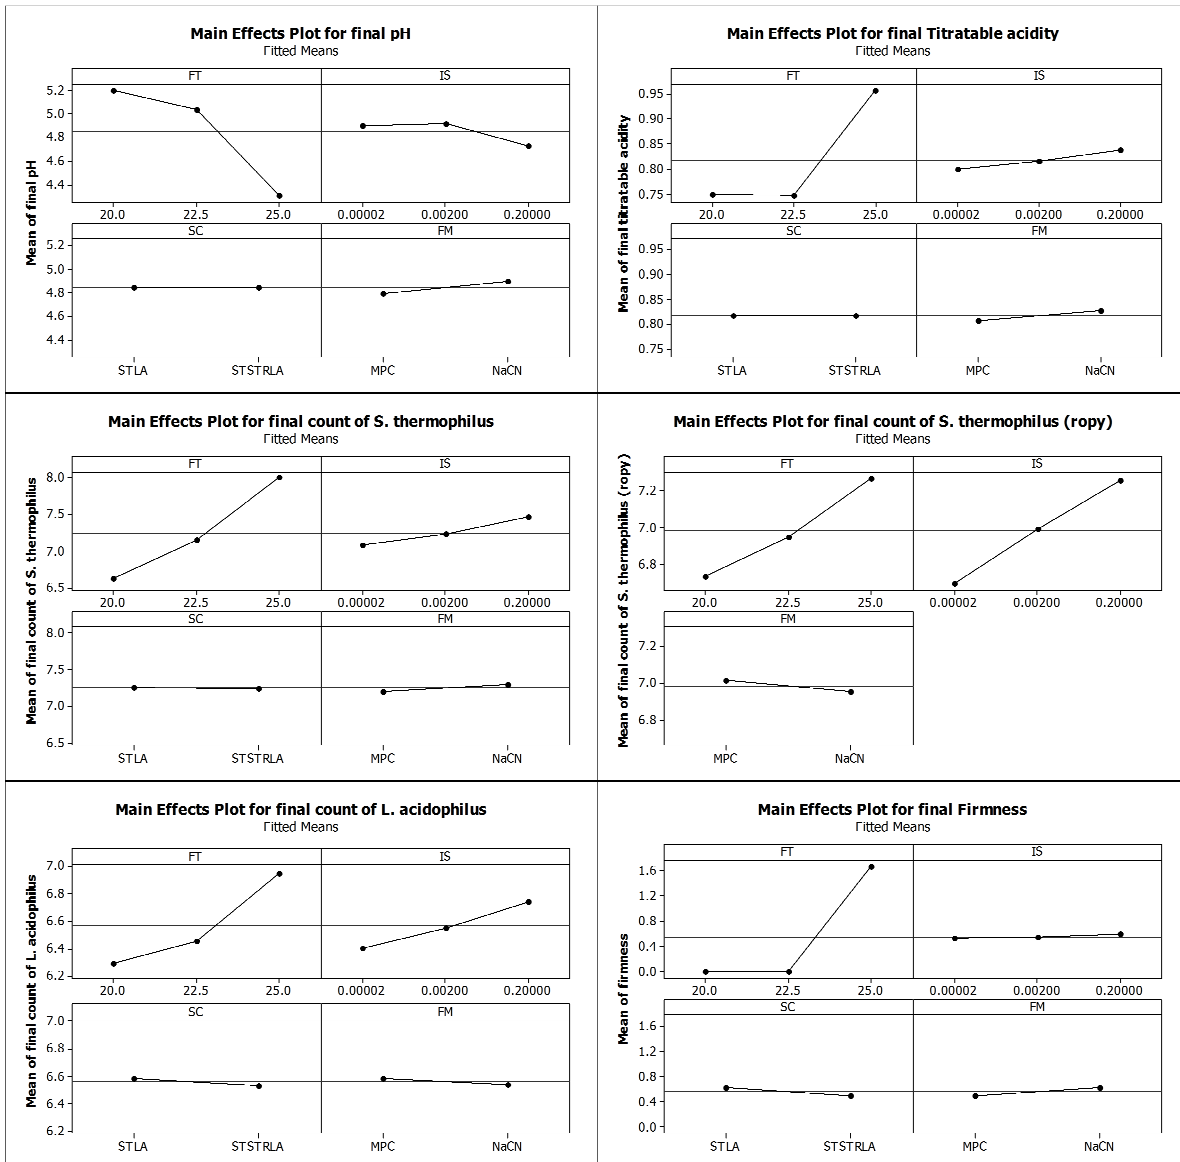 Main Effects Plot for final pH
Fitted Means
FT IS
Mean of final pH
5.2
5.0
4.8
4.6
4.4
20.0 22.5 25.0 0.00002 0.00200 0.20000
SC FM
5.2
5.0
4.8
4.6
4.4
STLA STSTRLA MPC NaCN
Main Effects Plot for final Titratable acidity
Fitted Means
FT IS
Mean of final titratable acidity
0.95
0.90
0.85
0.80
0.75
20.0 22.5 25.0 0.00002 0.00200 0.20000
SC FM
0.95
0.90
0.85
0.80
0.75
STLA STSTRLA MPC NaCN
Main Effects Plot for final count of S. thermophilus
Fitted Means
FT IS
Mean of final count of S. thermophilus
8.0
7.5
7.0
6.5
20.0 22.5 25.0 0.00002 0.00200 0.20000
SC FM
8.0
7.5
7.0
6.5
STLA STSTRLA MPC NaCN
Main Effects Plot for final count of S. thermophilus (ropy)
Fitted Means
FT IS
Mean of final count of S. thermophilus (ropy)
7.2
7.0
6.8
20.0 22.5 25.0 0.00002 0.00200 0.20000
FM
7.2
7.0
6.8
MPC NaCN
Main Effects Plot for final count of L. acidophilus
Fitted Means
FT IS
Mean of final count of L. acidophilus
7.0
6.8
6.6
6.4
6.2
20.0 22.5 25.0 0.00002 0.00200 0.20000
SC FM
7.0
6.8
6.6
6.4
6.2
STLA STSTRLA MPC NaCN
Main Effects Plot for final Firmness
Fitted Means
FT IS
Mean of firmness
1.6
1.2
0.8
0.4
0.0
20.0 22.5 25.0 0.00002 0.00200 0.20000
SC FM
1.6
1.2
0.8
0.4
0.0
STLA STSTRLA MPC NaCN